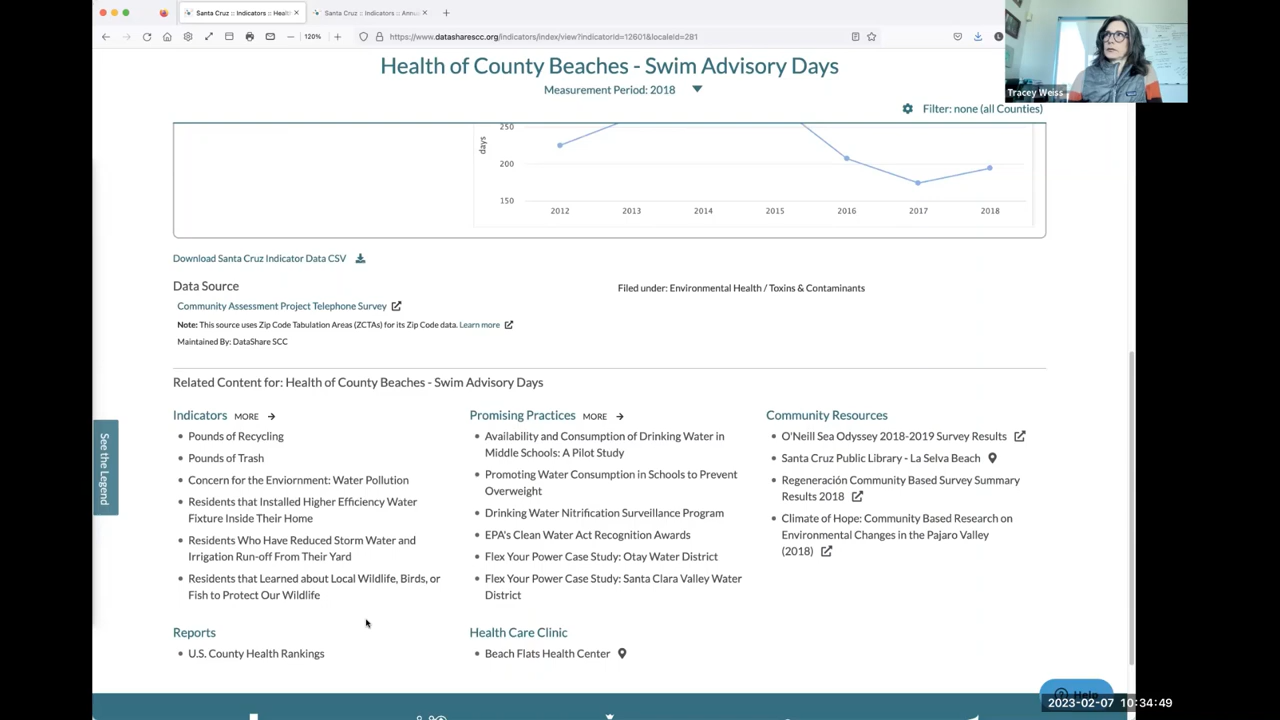 Santa Cruz :: Indicators :: Healt
Santa Cruz :: Indicators :: Annu
120%
https://www.datasharescc.org/indicators/index/view?indicatorId=12601&localeId=281
Tracey Weiss
Health of County Beaches - Swim Advisory Days
Measurement Period: 2018
Filter: none (all Counties)
250
days
200
150
2012 2013 2014 2015 2016 2017 2018
Download Santa Cruz Indicator Data CSV
Data Source
Filed under: Environmental Health / Toxins & Contaminants
Community Assessment Project Telephone Survey
Note: This source uses Zip Code Tabulation Areas (ZCTAs) for its Zip Code data. Learn more
Maintained By: DataShare SCC
See the Legend
Related Content for: Health of County Beaches - Swim Advisory Days
Indicators MORE
Pounds of Recycling
Pounds of Trash
Concern for the Enviornment: Water Pollution
Residents that Installed Higher Efficiency Water
Fixture Inside Their Home
Residents Who Have Reduced Storm Water and
Irrigation Run-off From Their Yard
Residents that Learned about Local Wildlife, Birds, or
Fish to Protect Our Wildlife
Promising Practices MORE
Availability and Consumption of Drinking Water in
Middle Schools: A Pilot Study
Promoting Water Consumption in Schools to Prevent
Overweight
Drinking Water Nitrification Surveillance Program
EPA's Clean Water Act Recognition Awards
Flex Your Power Case Study: Otay Water District
Flex Your Power Case Study: Santa Clara Valley Water
District
Community Resources
O'Neill Sea Odyssey 2018-2019 Survey Results
Santa Cruz Public Library - La Selva Beach
Regeneración Community Based Survey Summary
Results 2018
Climate of Hope: Community Based Research on
Environmental Changes in the Pajaro Valley
(2018)
Reports
U.S. County Health Rankings
Health Care Clinic
Beach Flats Health Center
Help
2023-02-07 10:34:49